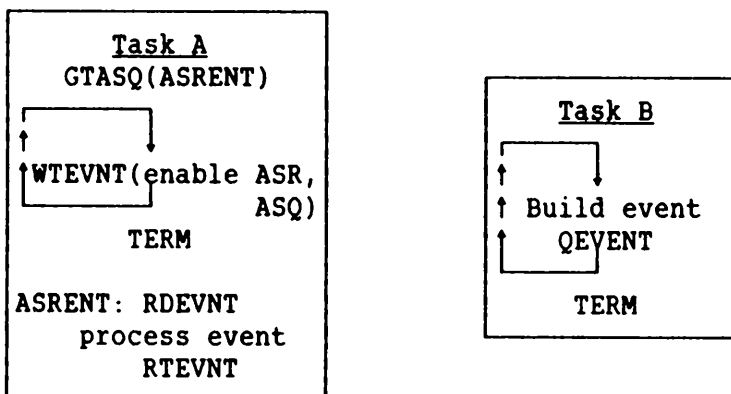 Task A
GTASQ(ASRENT)
WTEVNT(enable ASR,
ASQ)
TERM
ASRENT: RDEVNT
process event
RTEVNT
Task B
Build event
QEVENT
TERM